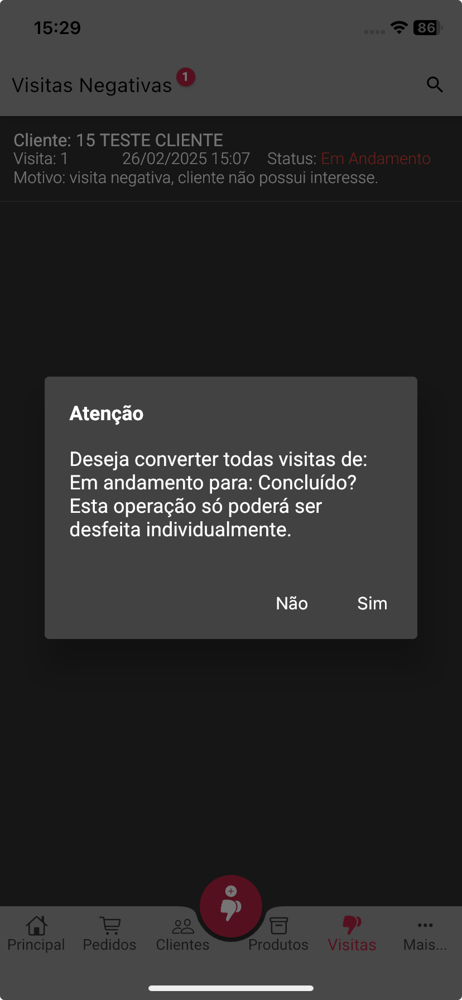 15:29
86
Visitas Negativas 1
Cliente: 15 TESTE CLIENTE
Visita: 1 26/02/2025 15:07 Status: Em Andamento
Motivo: visita negativa, cliente não possui interesse.
Atenção
Deseja converter todas visitas de:
Em andamento para: Concluído?
Esta operação só poderá ser
desfeita individualmente.
Não Sim
Principal Pedidos Clientes Produtos Visitas Mais...